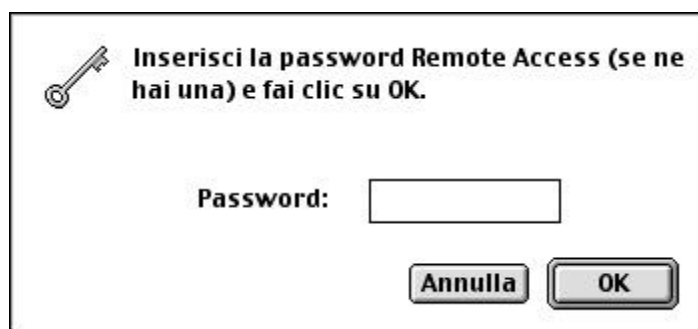 Inserisci la password Remote Access (se ne
hai una) e fai clic su OK.
Password:
Annulla
OK